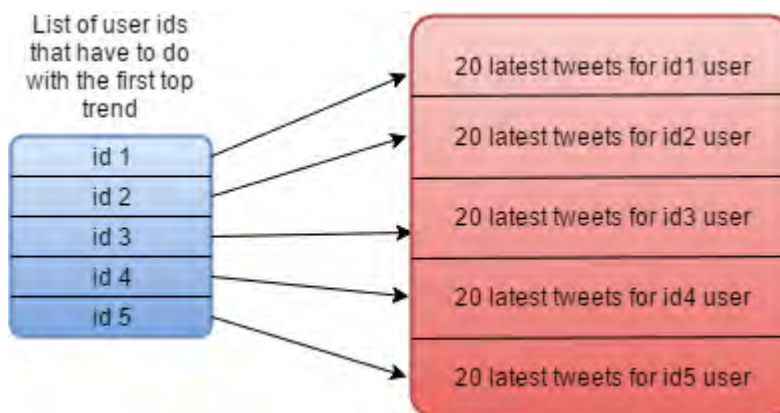 List of user ids
that have to do
with the first top
trend
id 1
id 2
id 3
id 4
id 5
20 latest tweets for id1 user
20 latest tweets for id2 user
20 latest tweets for id3 user
20 latest tweets for id4 user
20 latest tweets for id5 user